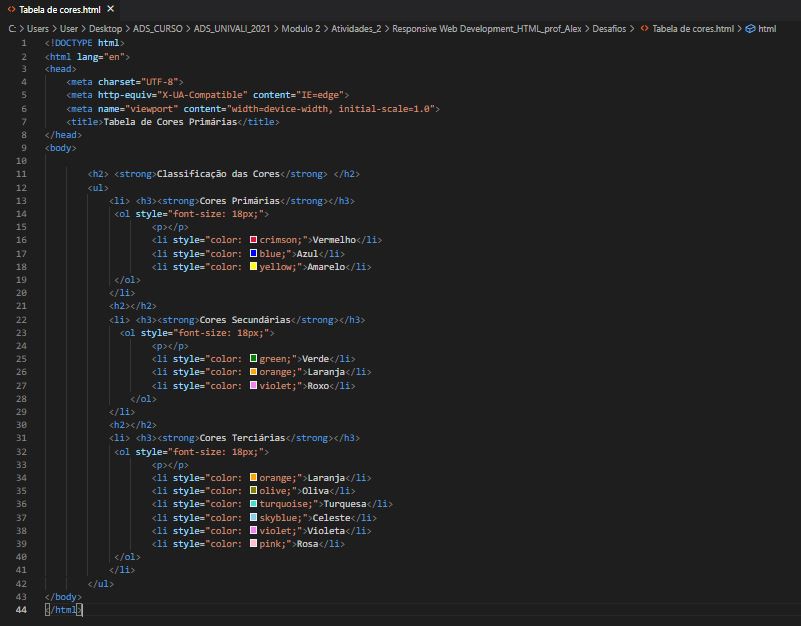 <> Tabela de cores.html ×
C: > Users > User > Desktop > ADS_CURSO > ADS_UNIVALI_2021 > Modulo 2 > Atividades_2 > Responsive Web Development_HTML_prof_Alex > Desafios > <> Tabela de cores.html > html
1 <!DOCTYPE html>
2 <html lang="en">
3 <head>
4 <meta charset="UTF-8">
5 <meta http-equiv="X-UA-Compatible" content="IE=edge">
6 <meta name="viewport" content="width=device-width, initial-scale=1.0">
7 <title>Tabela de Cores Primárias</title>
8 </head>
9 <body>
10
11 <h2> <strong>Classificação das Cores</strong> </h2>
12 <ul>
13 <li> <h3><strong>Cores Primárias</strong></h3>
14 <ol style="font-size: 18px;">
15 <p></p>
16 <li style="color: crimson;">Vermelho</li>
17 <li style="color: blue;">Azul</li>
18 <li style="color: yellow;">Amarelo</li>
19 </ol>
20 </li>
21 <h2></h2>
22 <li> <h3><strong>Cores Secundárias</strong></h3>
23 <ol style="font-size: 18px;">
24 <p></p>
25 <li style="color: green;">Verde</li>
26 <li style="color: orange;">Laranja</li>
27 <li style="color: violet;">Roxo</li>
28 </ol>
29 </li>
30 <h2></h2>
31 <li> <h3><strong>Cores Terciárias</strong></h3>
32 <ol style="font-size: 18px;">
33 <p></p>
34 <li style="color: orange;">Laranja</li>
35 <li style="color: olive;">Oliva</li>
36 <li style="color: turquoise;">Turquesa</li>
37 <li style="color: skyblue;">Celeste</li>
38 <li style="color: violet;">Violeta</li>
39 <li style="color: pink;">Rosa</li>
40 </ol>
41 </li>
42 </ul>
43 </body>
44 </html>